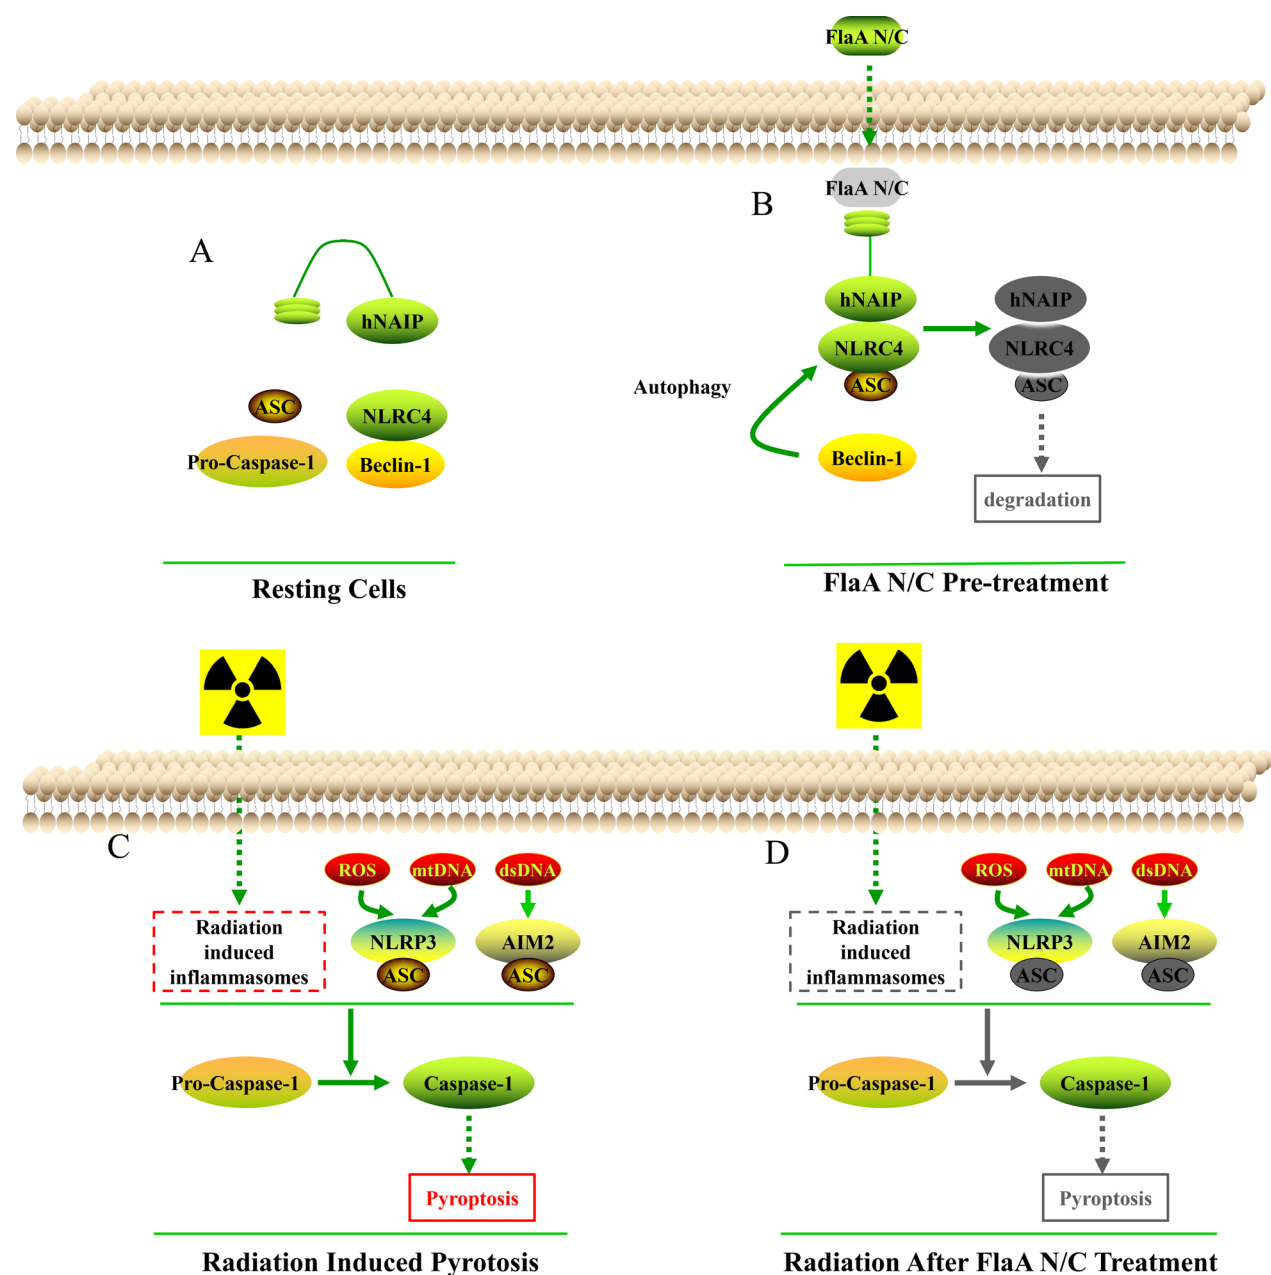 FlaA N/C
FlaA N/C
B
A
hNAIP
hNAIP
hNAIP
NLRC4
NLRC4
ASC
ASC
Autophagy
ASC
NLRC4
Pro-Caspase-1
Beclin-1
Beclin-1
degradation
Resting Cells
FlaA N/C Pre-treatment
C
D
ROS
mtDNA
dsDNA
Radiation
induced
inflammasomes
NLRP3
AIM2
ASC
ASC
Pro-Caspase-1
Caspase-1
Pyroptosis
Radiation Induced Pyrotosis
ROS
mtDNA
dsDNA
Radiation
induced
inflammasomes
NLRP3
AIM2
ASC
ASC
Pro-Caspase-1
Caspase-1
Pyroptosis
Radiation After FlaA N/C Treatment